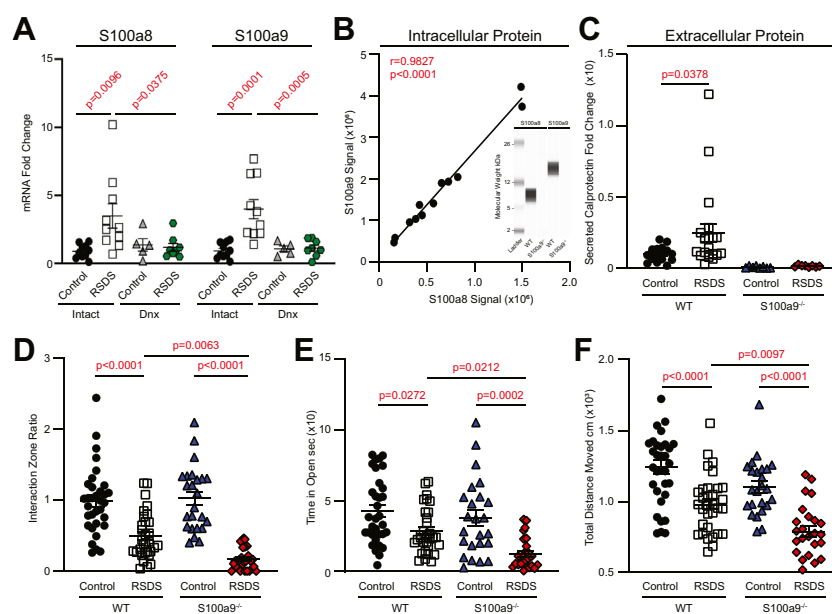 A
S100a8
S100a9
p=0.0096
p=0.0375
p=0.0001
p=0.0005
mRNA Fold Change
15
10
5
0
Control
RSDS
Control
RSDS
Control
RSDS
Control
RSDS
Intact
Dnx
Intact
Dnx
B
Intracellular Protein
r=0.9827
p<0.0001
S100a9 Signal (x10⁶)
5
4
3
2
1
0
0.0
0.5
1.0
1.5
2.0
S100a8 Signal (x10⁶)
S100a8
S100a9
Molecular Weight kDa
26
12
5
2
Ladder
WT
S100a9⁻/⁻
WT
S100a9⁻/⁻
C
Extracellular Protein
p=0.0378
Secreted Calprotectin Fold Change (x10)
1.5
1.0
0.5
0.0
Control
RSDS
Control
RSDS
WT
S100a9⁻/⁻
D
p=0.0063
p<0.0001
p<0.0001
Interaction Zone Ratio
3
2
1
0
Control
RSDS
Control
RSDS
WT
S100a9⁻/⁻
E
p=0.0212
p=0.0272
p=0.0002
Time in Open sec (x10)
15
10
5
0
Control
RSDS
Control
RSDS
WT
S100a9⁻/⁻
F
p=0.0097
p<0.0001
p<0.0001
Total Distance Moved cm (x10³)
2.0
1.5
1.0
0.5
Control
RSDS
Control
RSDS
WT
S100a9⁻/⁻